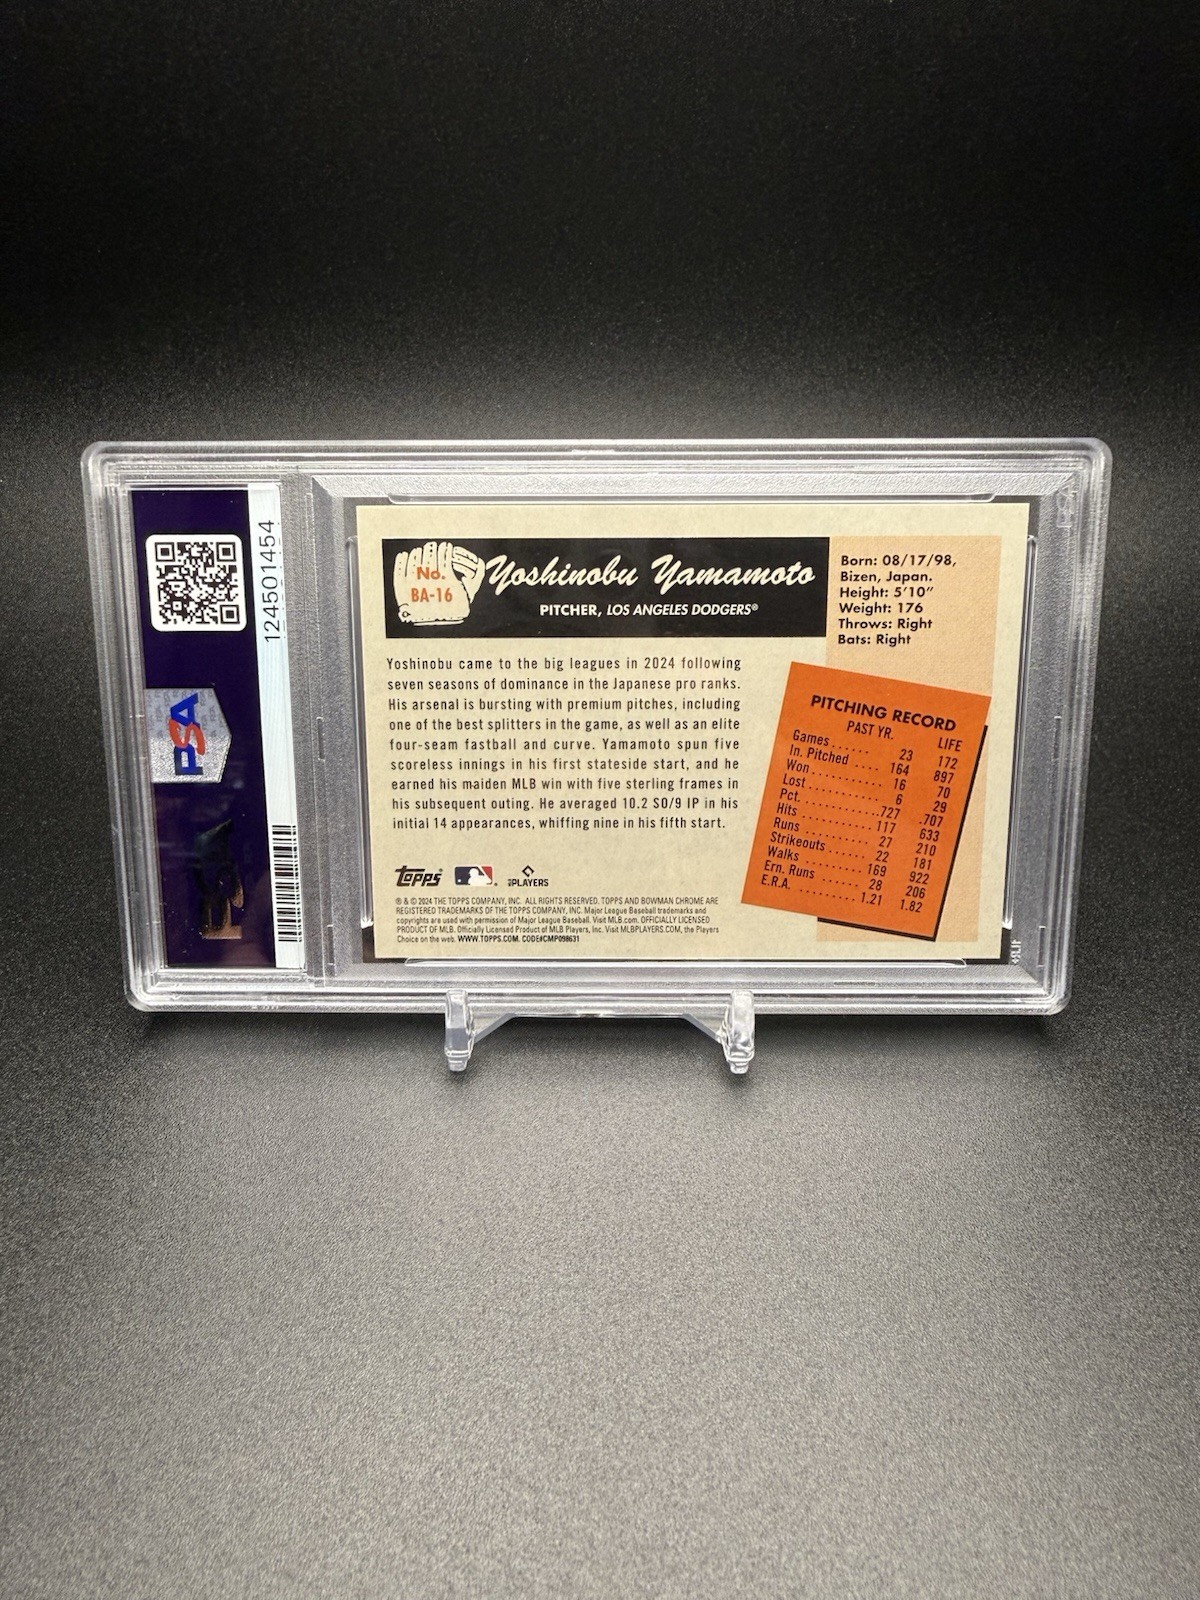 124501454
PSA
No.
BA-16
Yoshinobu Yamamoto
PITCHER, LOS ANGELES DODGERS®
Born: 08/17/98,
Bizen, Japan.
Height: 5'10"
Weight: 176
Throws: Right
Bats: Right
Yoshinobu came to the big leagues in 2024 following
seven seasons of dominance in the Japanese pro ranks.
His arsenal is bursting with premium pitches, including
one of the best splitters in the game, as well as an elite
four-seam fastball and curve. Yamamoto spun five
scoreless innings in his first stateside start, and he
earned his maiden MLB win with five sterling frames in
his subsequent outing. He averaged 10.2 SO/9 IP in his
initial 14 appearances, whiffing nine in his fifth start.
PITCHING RECORD
PAST YR. LIFE
Games...... 23 172
In. Pitched .... 164 897
Won.......... 16 70
Lost.......... 6 29
Pct. .......... .727 .707
Hits .......... 117 633
Runs ........ 27 210
Strikeouts ...... 22 181
Walks ........ 169 922
Ern. Runs ...... 28 206
E.R.A. ......... 1.21 1.82
Topps
MLB PLAYERS
® & © 2024 THE TOPPS COMPANY, INC. ALL RIGHTS RESERVED. TOPPS AND BOWMAN CHROME ARE
REGISTERED TRADEMARKS OF THE TOPPS COMPANY, INC. Major League Baseball trademarks and
copyrights are used with permission of Major League Baseball. Visit MLB.com. OFFICIALLY LICENSED
PRODUCT OF MLB. Officially Licensed Product of MLB Players, Inc. Visit MLBPLAYERS.COM, the Players
Choice on the web. WWW.TOPPS.COM. CODE#CMP098631